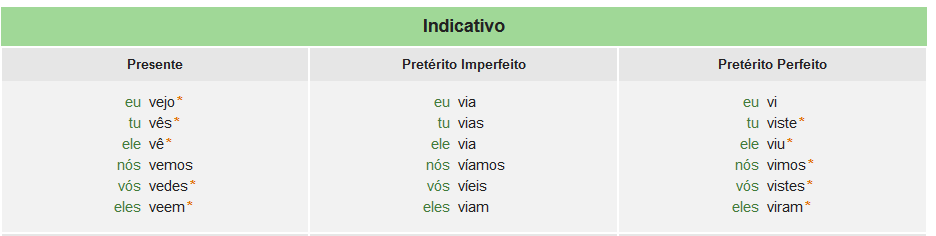 Indicativo
Presente
eu vejo*
tu vês*
ele vê*
nós vemos
vós vedes*
eles veem*
Pretérito Imperfeito
eu via
tu vias
ele via
nós víamos
vós víeis
eles viam
Pretérito Perfeito
eu vi
tu viste*
ele viu*
nós vimos*
vós vistes*
eles viram*